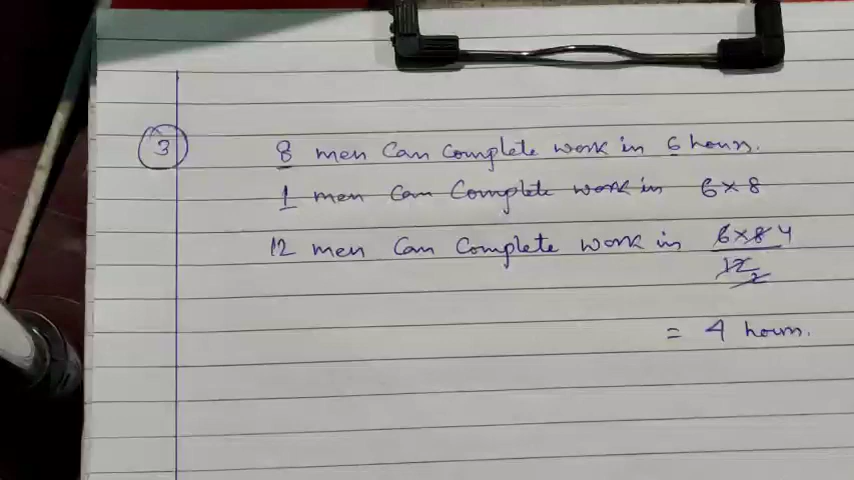 3
8 men can complete work in 6 hours.
1 men can complete work in 6×8
12 men can complete work in 6×8 4
12 2
= 4 hours.